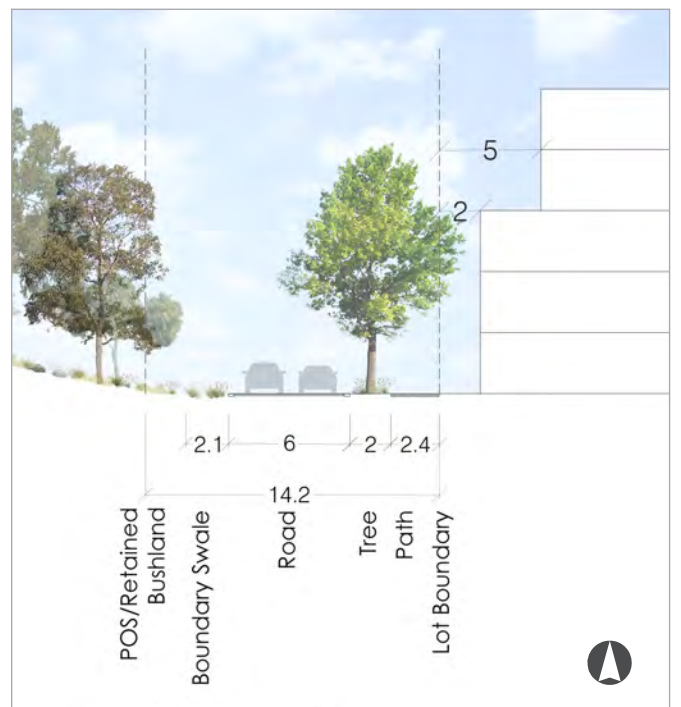 5
2
2.1
6
2
2.4
14.2
POS/Retained
Bushland
Boundary Swale
Road
Tree
Path
Lot Boundary